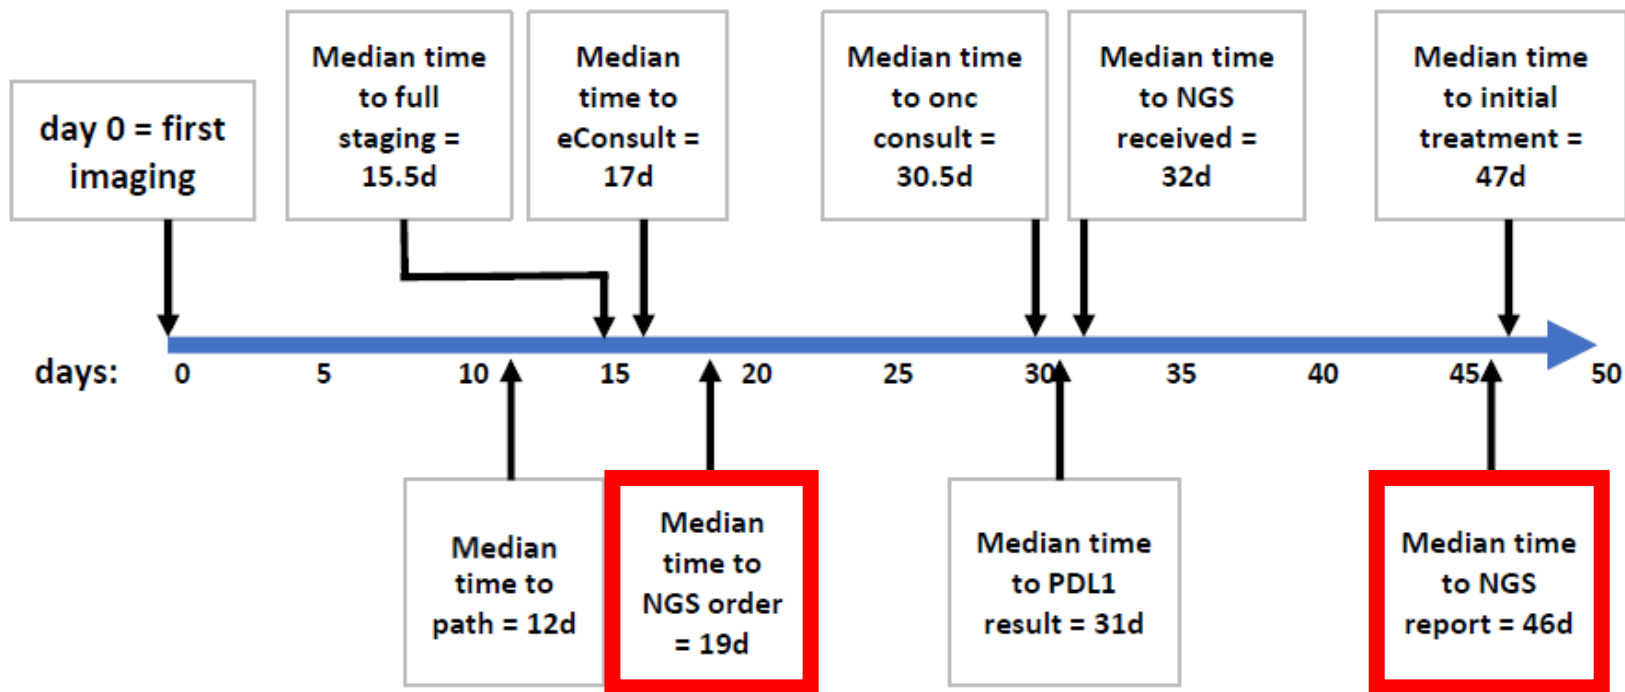 day 0 = first
imaging
Median time
to full
staging =
15.5d
Median
time to
eConsult =
17d
Median time
to onc
consult =
30.5d
Median time
to NGS
received =
32d
Median time
to initial
treatment =
47d
days: 0 5 10 15 20 25 30 35 40 45 50
Median
time to
path = 12d
Median
time to
NGS order
= 19d
Median time
to PDL1
result = 31d
Median time
to NGS
report = 46d